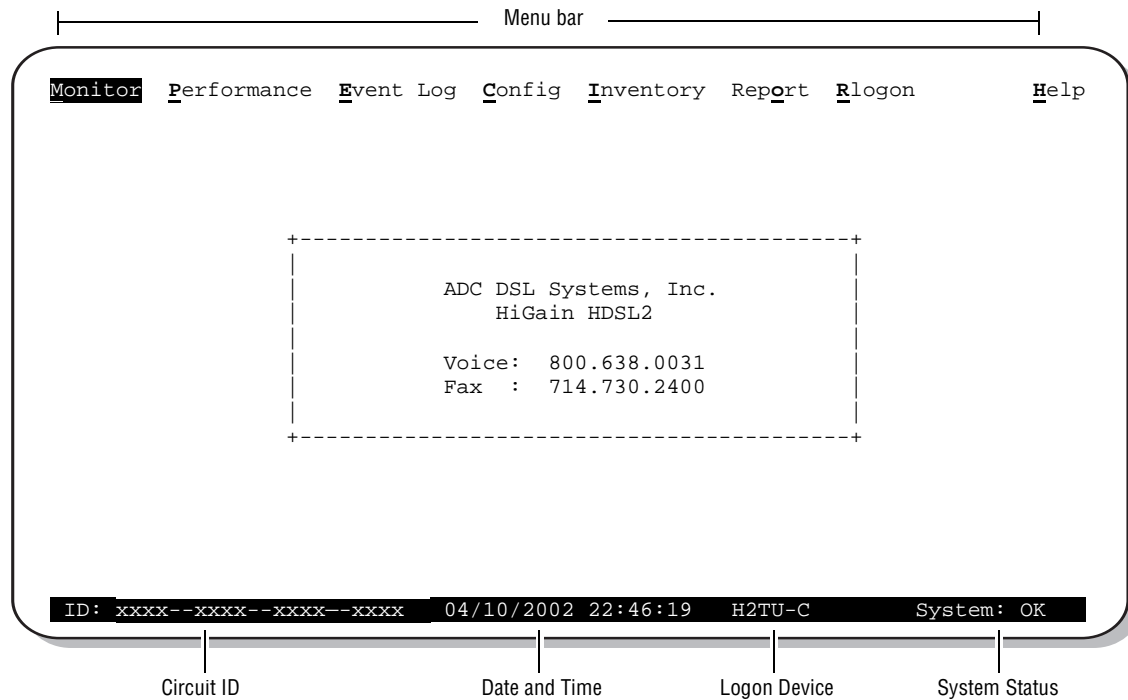 Menu bar
Monitor Performance Event Log Config Inventory Report Rlogon Help
+------------------------------------------+
ADC DSL Systems, Inc.
HiGain HDSL2
Voice: 800.638.0031
Fax : 714.730.2400
+------------------------------------------+
ID: xxxx--xxxx--xxxx--xxxx 04/10/2002 22:46:19 H2TU-C System: OK
Circuit ID Date and Time Logon Device System Status